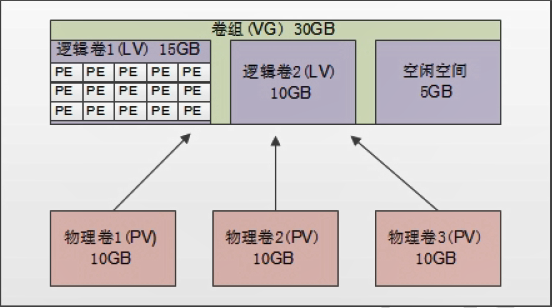 卷组(VG) 30GB
逻辑卷1(LV) 15GB
PE PE PE PE PE
PE PE PE PE PE
PE PE PE PE PE
逻辑卷2(LV)
10GB
空闲空间
5GB
物理卷1(PV)
10GB
物理卷2(PV)
10GB
物理卷3(PV)
10GB